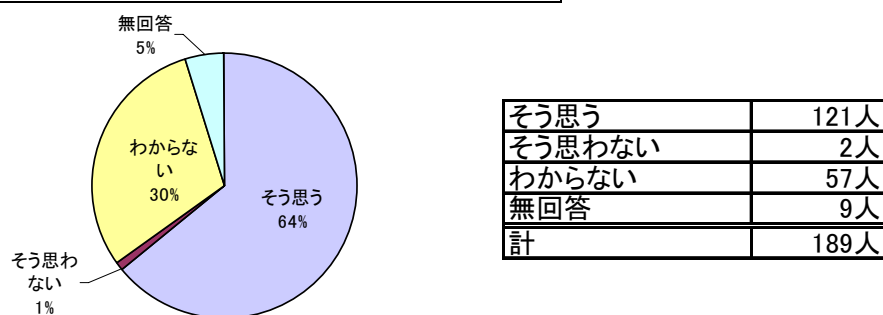 無回答
5%
わからな
い
30%
そう思う
64%
そう思わ
ない
1%
そう思う 121人
そう思わない 2人
わからない 57人
無回答 9人
計 189人